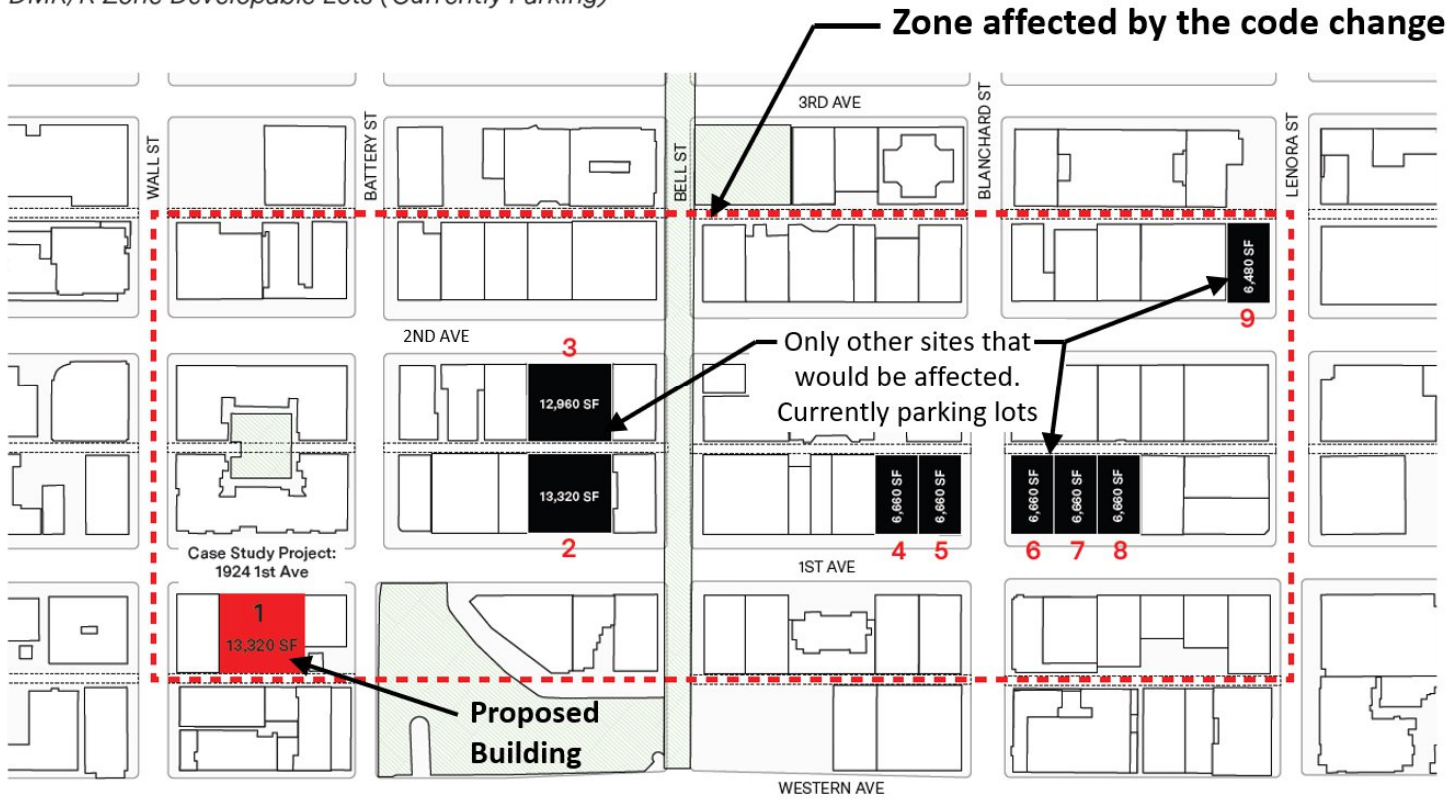 DMR/R Zone Developable Lots (Currently Parking)
Zone affected by the code change
3RD AVE
WALL ST
BATTERY ST
BELL ST
BLANCHARD ST
LENORA ST
6,480 SF
9
2ND AVE
3
12,960 SF
Only other sites that
would be affected.
Currently parking lots
13,320 SF
2
6,660 SF
6,660 SF
6,660 SF
6,660 SF
6,660 SF
4
5
6
7
8
Case Study Project:
1924 1st Ave
1ST AVE
1
13,320 SF
Proposed
Building
WESTERN AVE